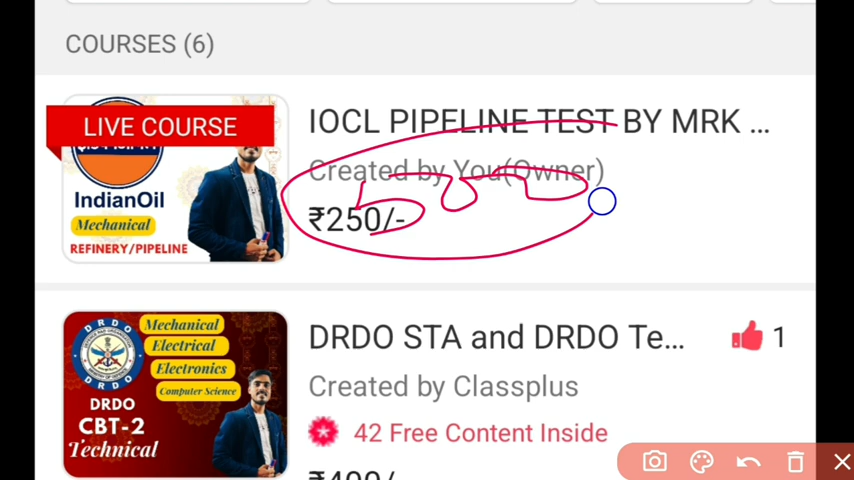 COURSES (6)
LIVE COURSE
IndianOil
Mechanical
REFINERY/PIPELINE
IOCL PIPELINE TEST BY MRK ...
Created by You(Owner)
₹250/-
500
DRDO
DRDO
Mechanical
Electrical
Electronics
Computer Science
DRDO
CBT-2
Technical
DRDO STA and DRDO Te...
1
Created by Classplus
42 Free Content Inside